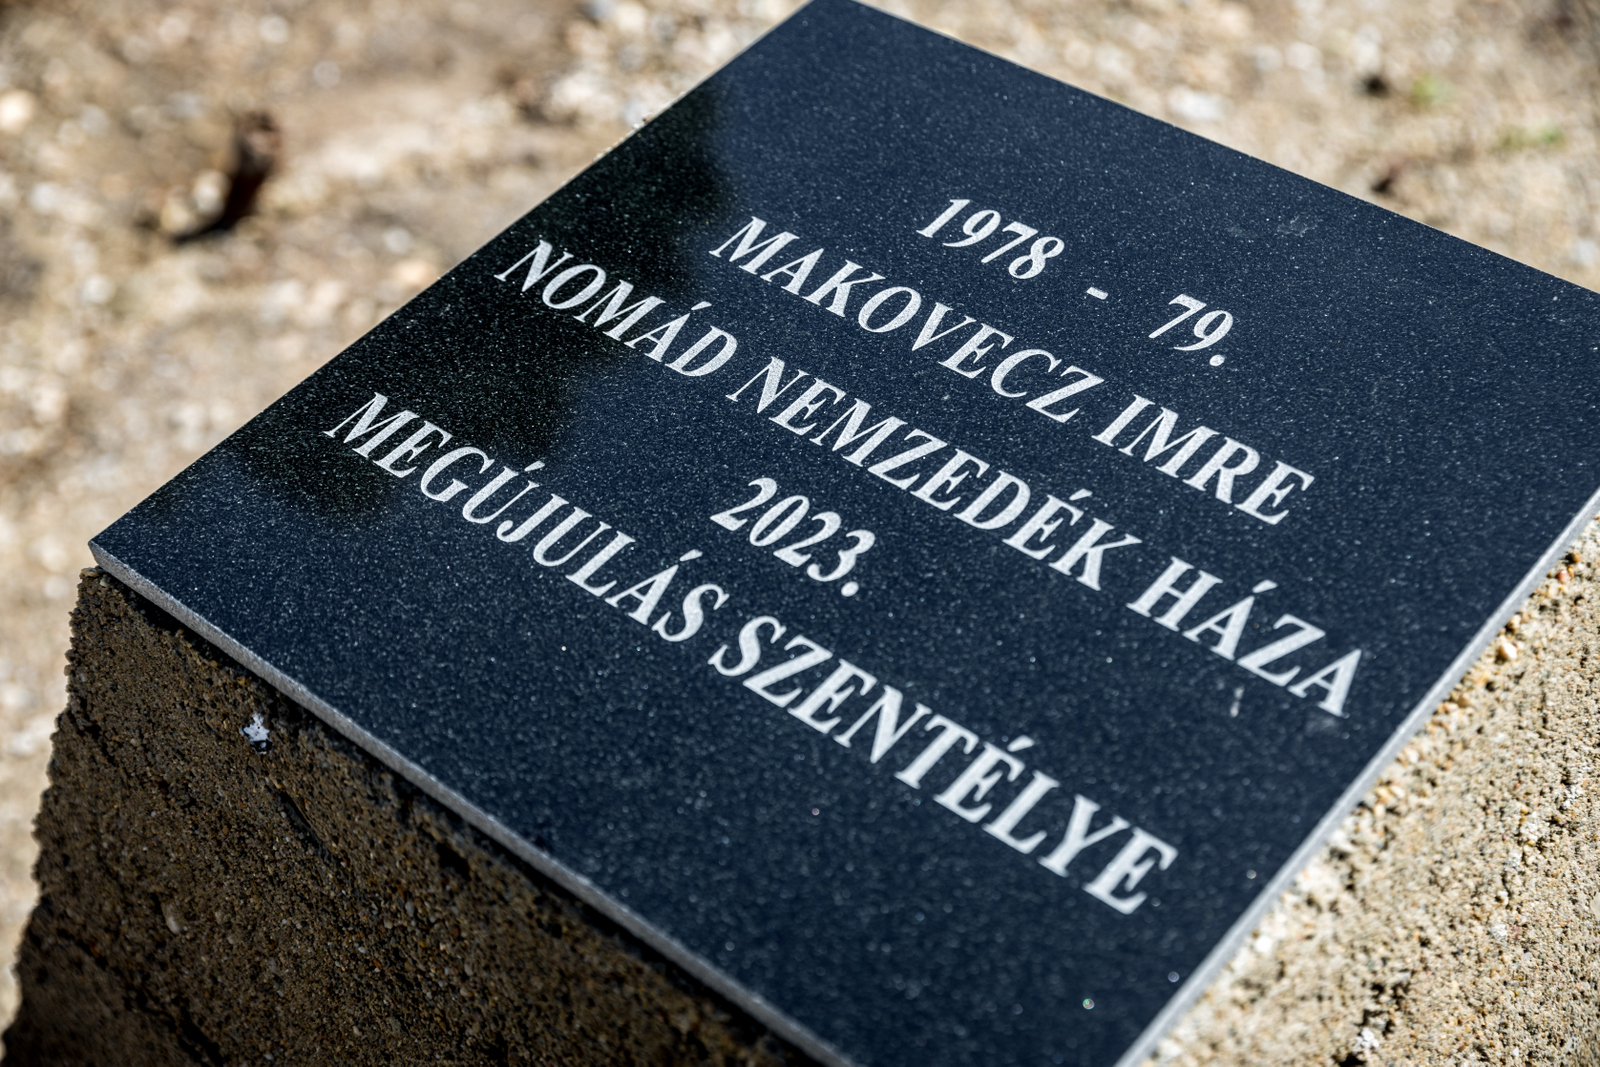 1978 - 79.
MAKOVECZ IMRE
NOMÁD NEMZEDÉK HÁZA
2023.
MEGÚJULÁS SZENTÉLYE